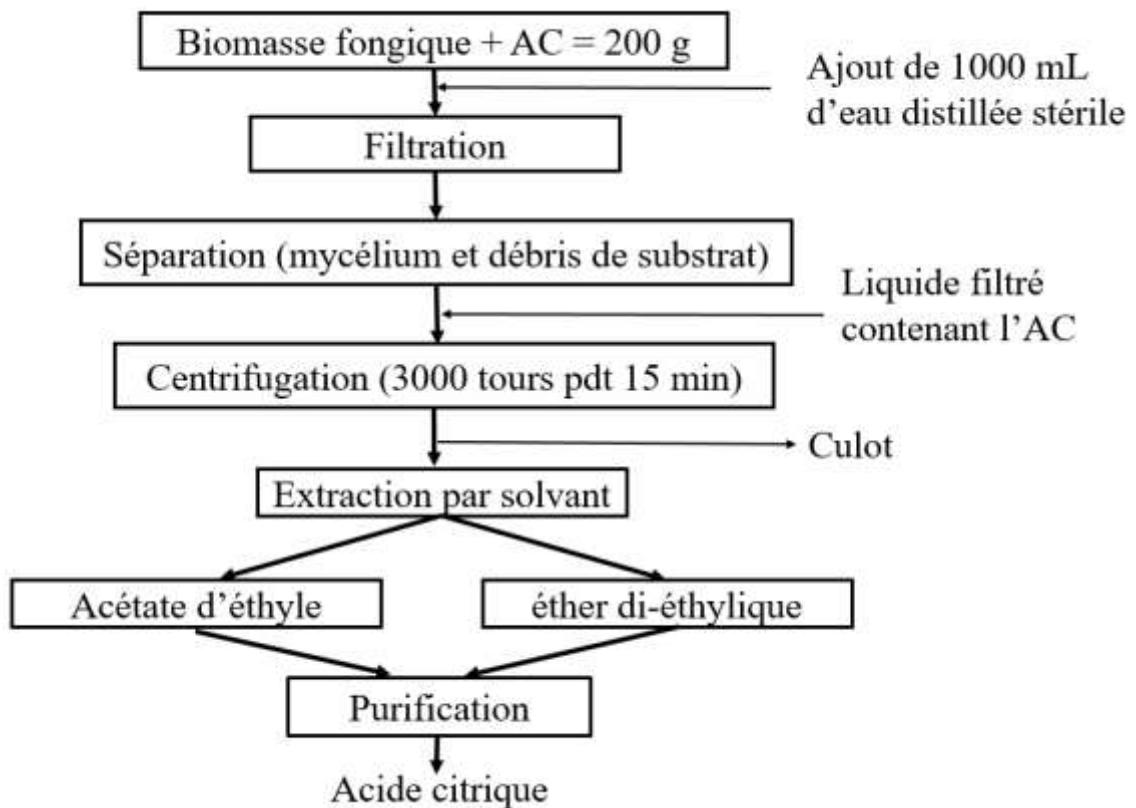 Biomasse fongique + AC = 200 g
Ajout de 1000 mL
d'eau distillée stérile
Filtration
Séparation (mycélium et débris de substrat)
Liquide filtré
contenant l'AC
Centrifugation (3000 tours pdt 15 min)
Culot
Extraction par solvant
Acétate d'éthyle
éther di-éthylique
Purification
Acide citrique